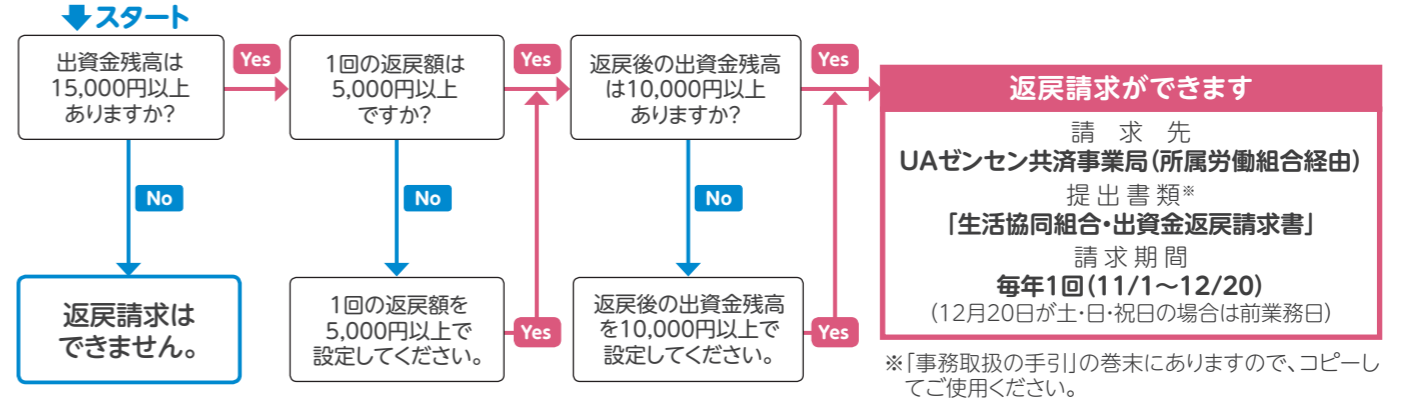 スタート
出資金残高は
15,000円以上
ありますか?
Yes
No
返戻請求は
できません。
1回の返戻額は
5,000円以上
ですか?
Yes
No
1回の返戻額を
5,000円以上で
設定してください。
Yes
返戻後の出資金残高
は10,000円以上
ありますか?
Yes
No
返戻後の出資金残高
を10,000円以上で
設定してください。
Yes
返戻請求ができます
請求先
UAゼンセン共済事業局(所属労働組合経由)
提出書類※
「生活協同組合・出資金返戻請求書」
請求期間
毎年1回(11/1〜12/20)
(12月20日が土・日・祝日の場合は前業務日)
※「事務取扱の手引」の巻末にありますので、コピーし
てご使用ください。